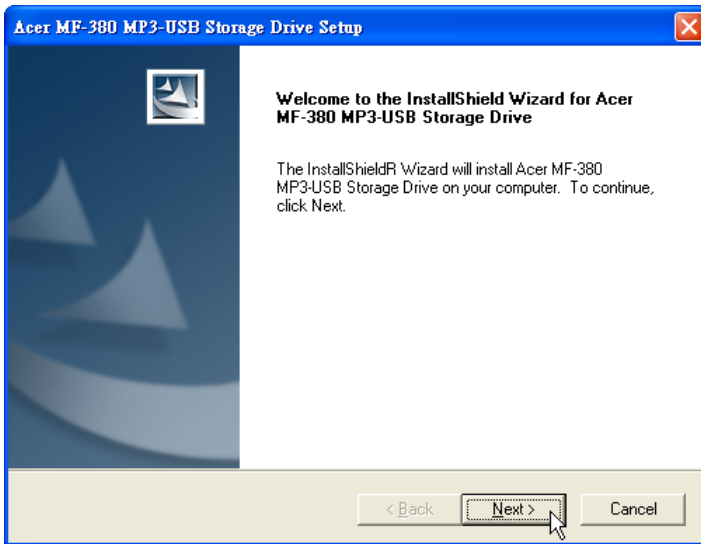 Acer MF-380 MP3-USB Storage Drive Setup
Welcome to the InstallShield Wizard for Acer
MF-380 MP3-USB Storage Drive
The InstallShieldR Wizard will install Acer MF-380
MP3-USB Storage Drive on your computer. To continue,
click Next.
< Back Next > Cancel